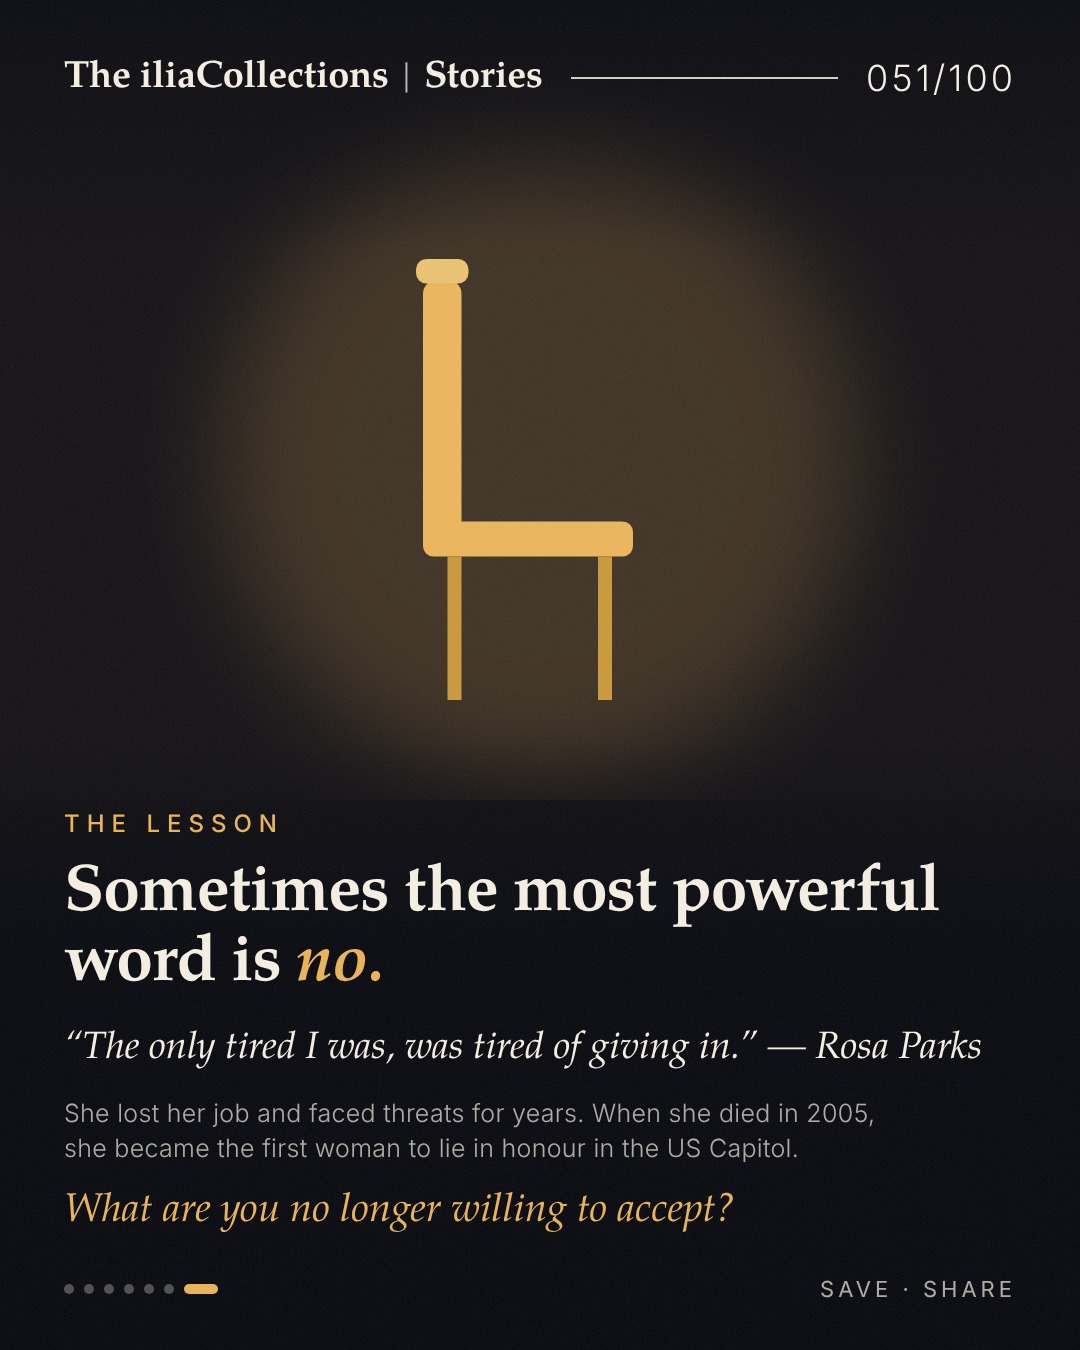 The iliaCollections | Stories 051/100
THE LESSON
Sometimes the most powerful
word is no.
“The only tired I was, was tired of giving in.” — Rosa Parks
She lost her job and faced threats for years. When she died in 2005,
she became the first woman to lie in honour in the US Capitol.
What are you no longer willing to accept?
SAVE · SHARE